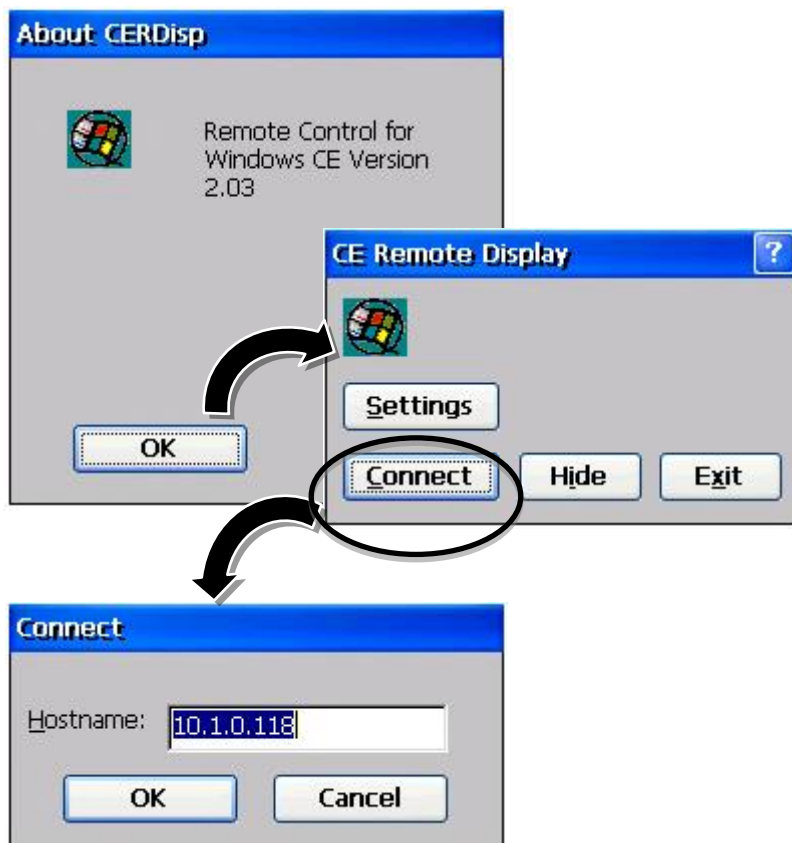 About CERDisp
Remote Control for
Windows CE Version
2.03
OK
CE Remote Display
?
Settings
Connect
Hide
Exit
Connect
Hostname:
10.1.0.118
OK
Cancel